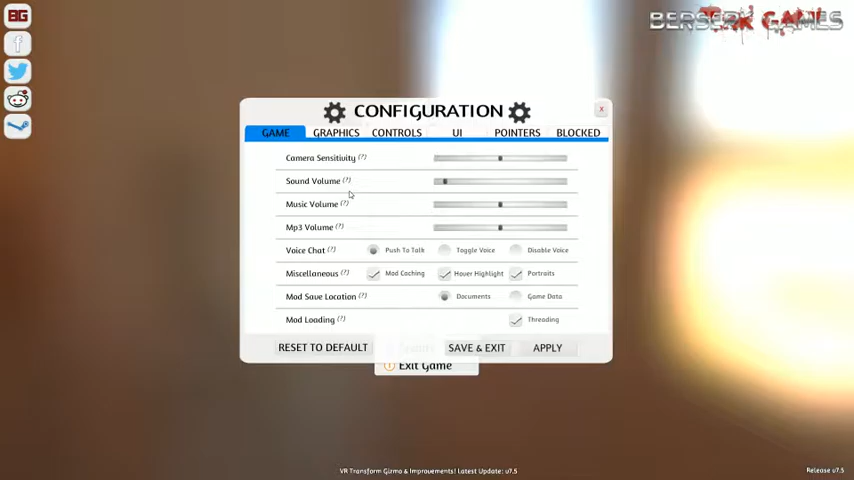 BG
BERSERK GAMES
CONFIGURATION
x
GAME GRAPHICS CONTROLS UI POINTERS BLOCKED
Camera Sensitivity (?)
Sound Volume (?)
Music Volume (?)
Mp3 Volume (?)
Voice Chat (?) Push To Talk Toggle Voice Disable Voice
Miscellaneous (?) Mod Caching Hover Highlight Portraits
Mod Save Location (?) Documents Game Data
Mod Loading (?) Threading
RESET TO DEFAULT SAVE & EXIT APPLY
Exit Game
VR Transform Gizmo & Improvements! Latest Update: v7.5
Release v7.5